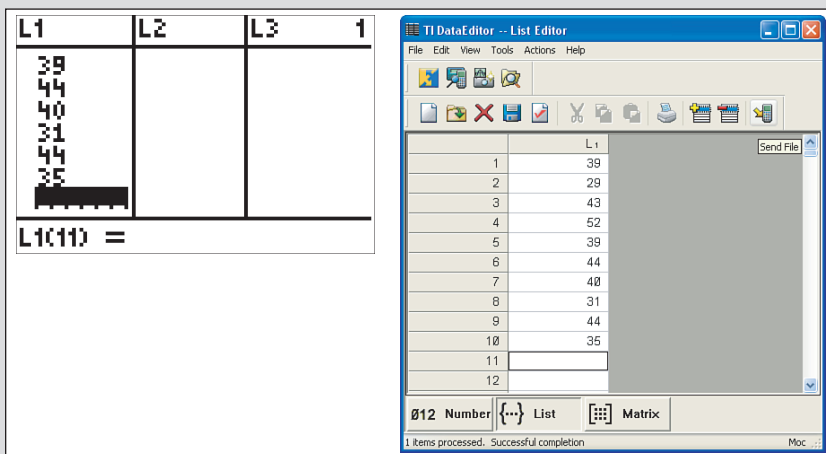 L1 L2 L3 1
39
44
40
31
44
35
L1(11) =
TI DataEditor -- List Editor
File Edit View Tools Actions Help
L1
Send File
1 39
2 29
3 43
4 52
5 39
6 44
7 40
8 31
9 44
10 35
11
12
012 Number {···} List [⁝⁝⁝] Matrix
1 items processed. Successful completion Moc